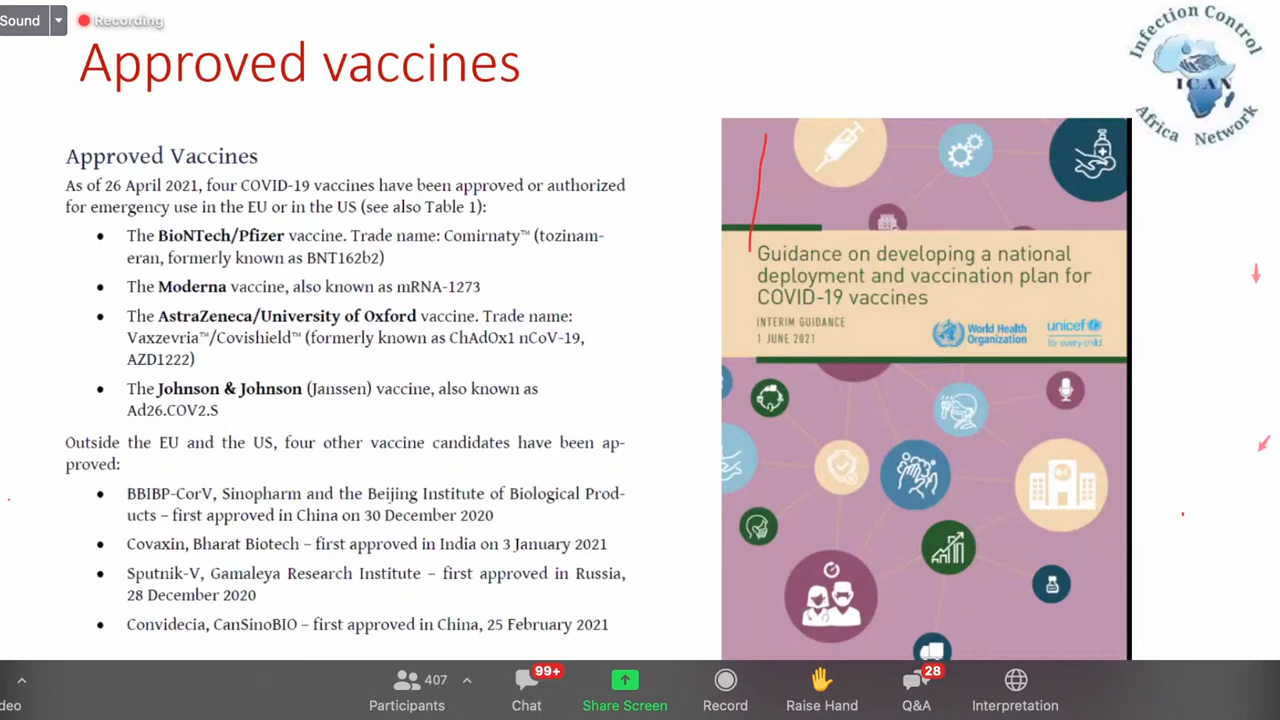 Sound
Recording
Approved vaccines
Infection Control
ICAN
Africa Network
Approved Vaccines
As of 26 April 2021, four COVID-19 vaccines have been approved or authorized
for emergency use in the EU or in the US (see also Table 1):
• The BioNTech/Pfizer vaccine. Trade name: Comirnaty™ (tozinam-
eran, formerly known as BNT162b2)
• The Moderna vaccine, also known as mRNA-1273
• The AstraZeneca/University of Oxford vaccine. Trade name:
Vaxzevria™/Covishield™ (formerly known as ChAdOx1 nCoV-19,
AZD1222)
• The Johnson & Johnson (Janssen) vaccine, also known as
Ad26.COV2.S
Outside the EU and the US, four other vaccine candidates have been ap-
proved:
• BBIBP-CorV, Sinopharm and the Beijing Institute of Biological Prod-
ucts – first approved in China on 30 December 2020
• Covaxin, Bharat Biotech – first approved in India on 3 January 2021
• Sputnik-V, Gamaleya Research Institute – first approved in Russia,
28 December 2020
• Convidecia, CanSinoBIO – first approved in China, 25 February 2021
Guidance on developing a national
deployment and vaccination plan for
COVID-19 vaccines
INTERIM GUIDANCE
1 JUNE 2021
World Health
Organization
unicef
for every child
deo
407
Participants
99+
Chat
Share Screen
Record
Raise Hand
28
Q&A
Interpretation